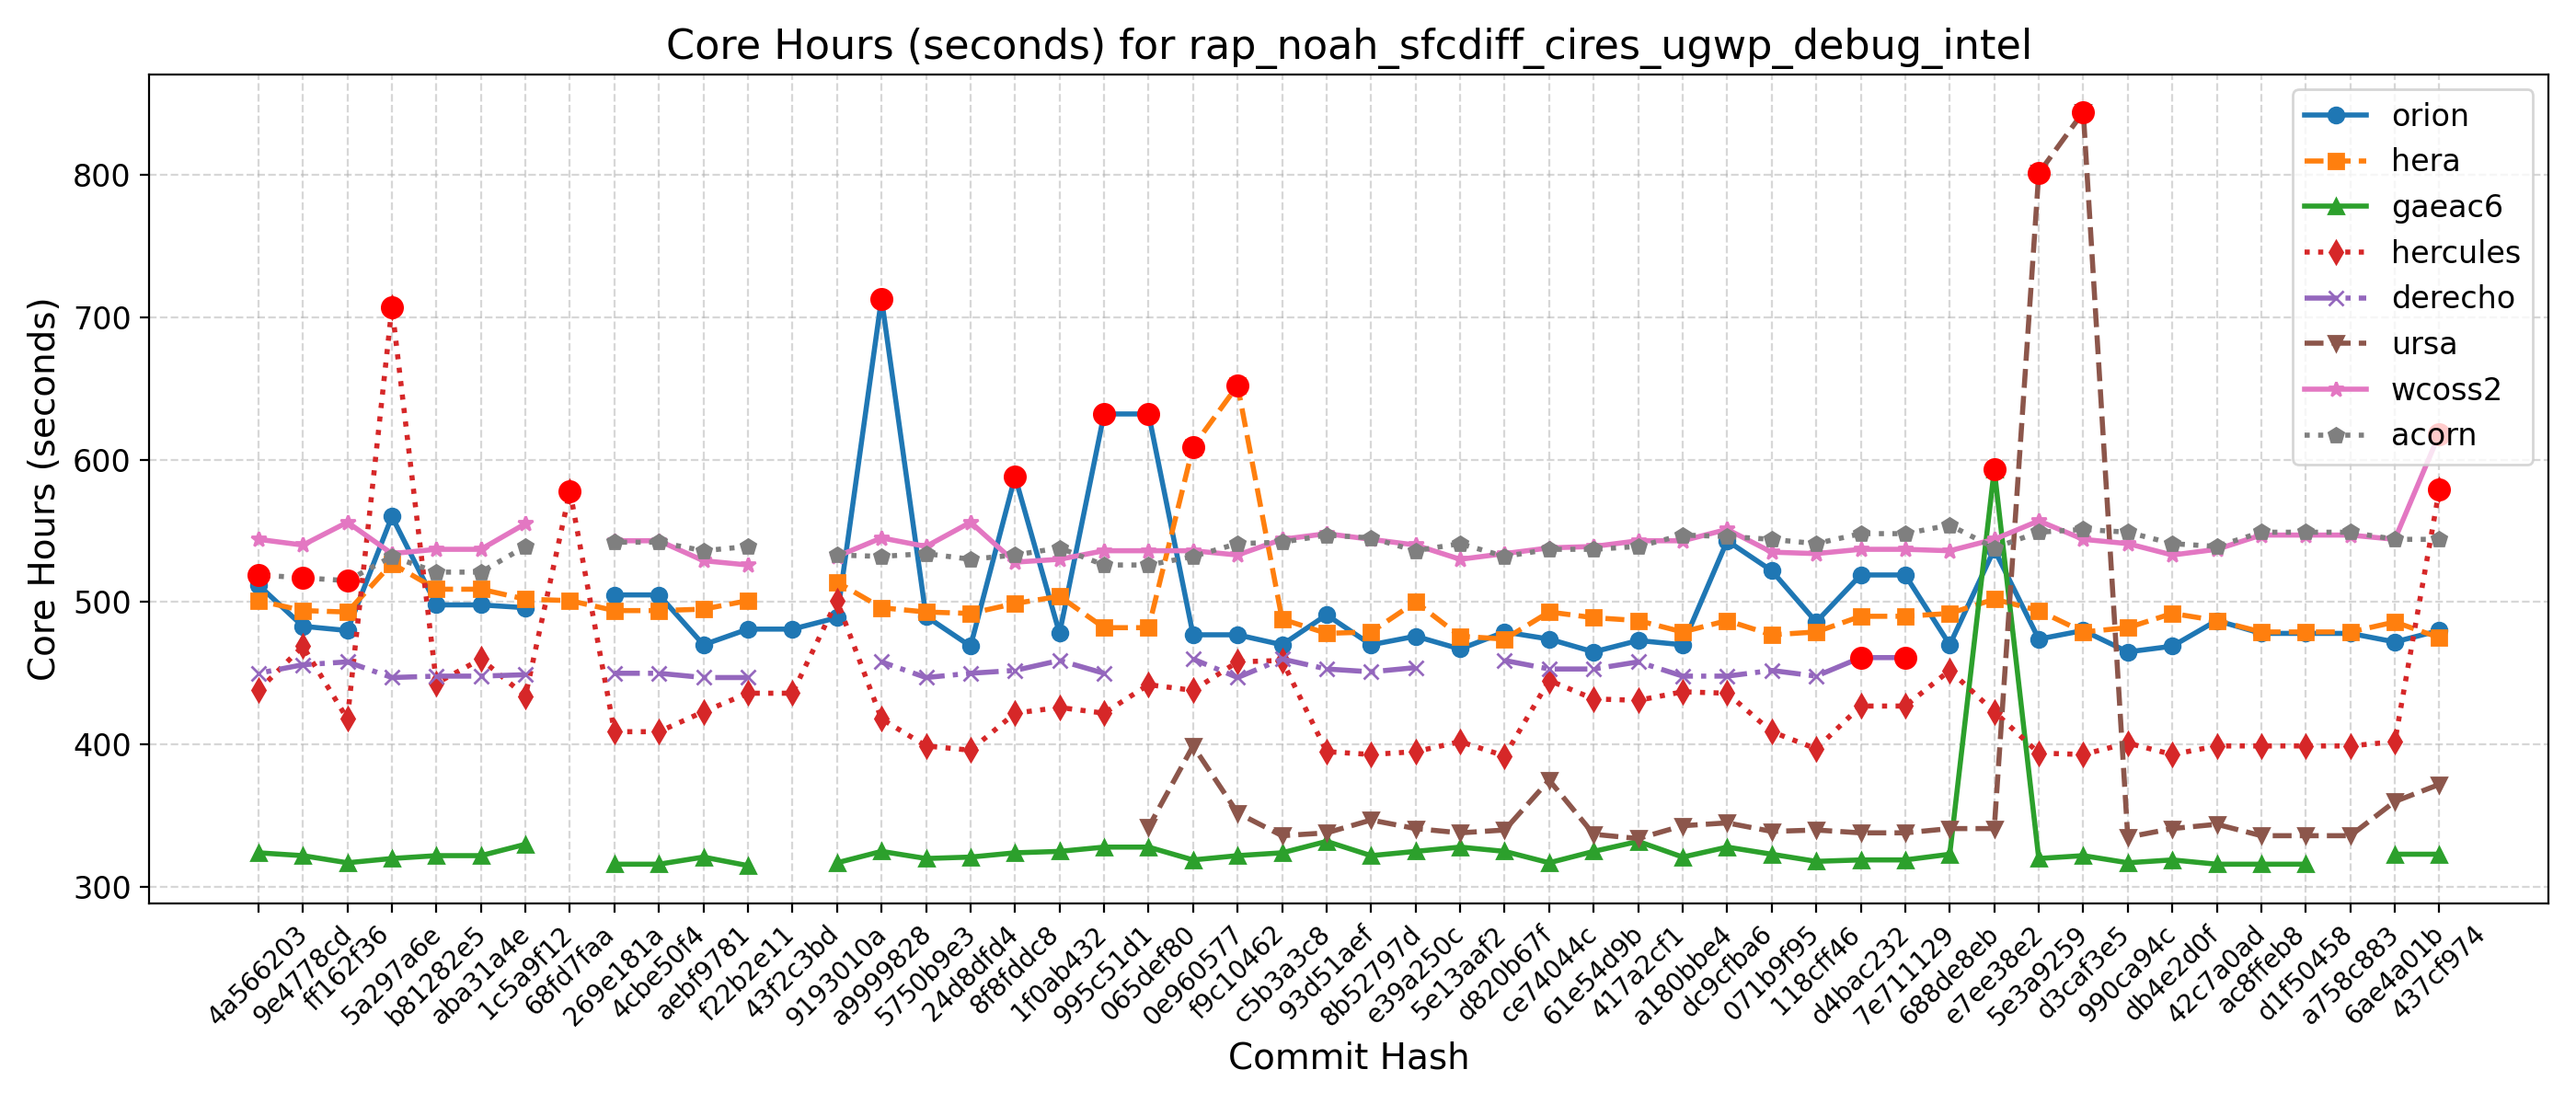 Core Hours (seconds) for rap_noah_sfcdiff_cires_ugwp_debug_intel
Core Hours (seconds)
800
700
600
500
400
300
orion
hera
gaeac6
hercules
derecho
ursa
wcoss2
acorn
4a566203
9e4778cd
ff162f36
5a297a6e
b81282e5
aba31a4e
1c5a9f12
68fd7faa
269e181a
4cbe50f4
aebf9781
f22b2e11
43f2c3bd
9193010a
a9999828
5750b9e3
24d8dfd4
8f8fddc8
1f0ab432
995c51d1
065def80
0e960577
f9c10462
c5b3a3c8
93d51aef
8b52797d
e39a250c
5e13aaf2
d820b67f
ce74044c
61e54d9b
417a2cf1
a180bbe4
dc9cfba6
071b9f95
118cff46
d4bac232
7e711129
688de8eb
e7ee38e2
5e3a9259
d3caf3e5
990ca94c
db4e2d0f
42c7a0ad
ac8ffeb8
d1f50458
a758c883
6ae4a01b
437cf974
Commit Hash